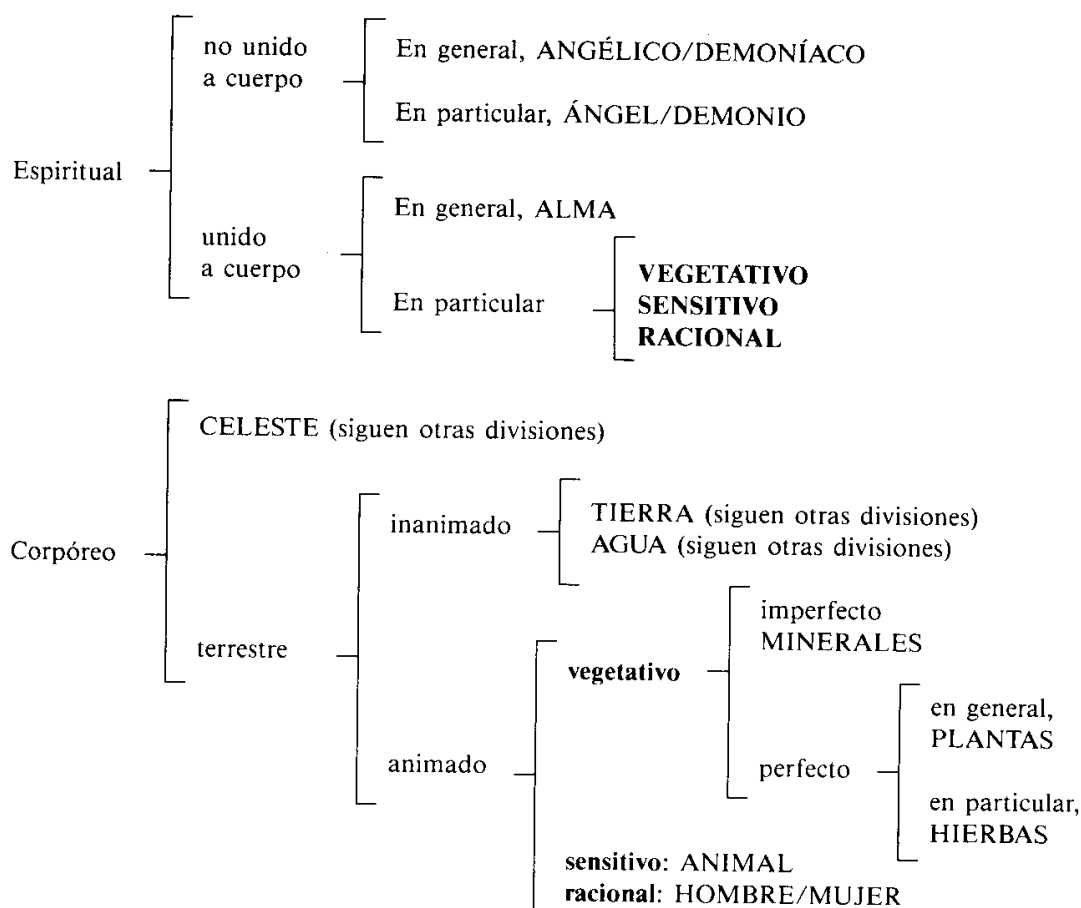 no unido
a cuerpo
En general, ANGÉLICO/DEMONÍACO
En particular, ÁNGEL/DEMONIO
Espiritual
unido
a cuerpo
En general, ALMA
En particular
VEGETATIVO
SENSITIVO
RACIONAL
Corpóreo
CELESTE (siguen otras divisiones)
terrestre
inanimado
TIERRA (siguen otras divisiones)
AGUA (siguen otras divisiones)
animado
vegetativo
imperfecto
MINERALES
perfecto
en general,
PLANTAS
en particular,
HIERBAS
sensitivo: ANIMAL
racional: HOMBRE/MUJER